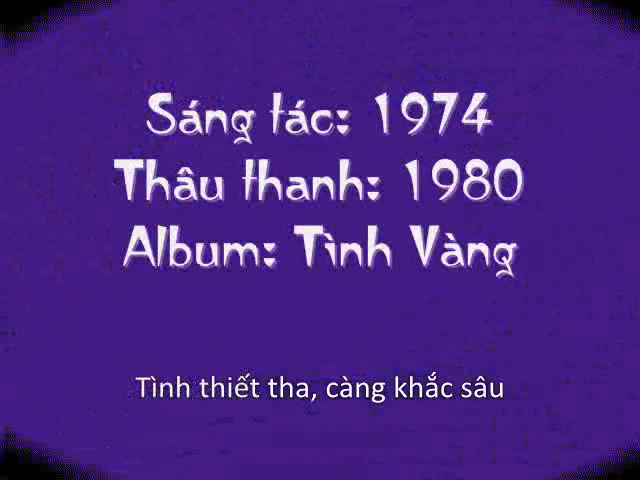 Sáng tác: 1974
Thâu thanh: 1980
Album: Tình Vàng
Tình thiết tha, càng khắc sâu